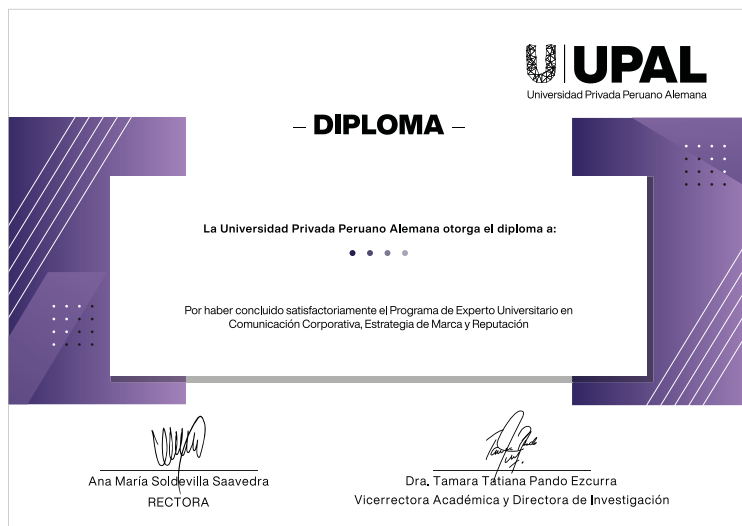 UPAL
Universidad Privada Peruano Alemana
– DIPLOMA –
La Universidad Privada Peruano Alemana otorga el diploma a:
Por haber concluido satisfactoriamente el Programa de Experto Universitario en
Comunicación Corporativa, Estrategia de Marca y Reputación
Ana María Soldevilla Saavedra
RECTORA
Dra. Tamara Tatiana Pando Ezcurra
Vicerrectora Académica y Directora de Investigación